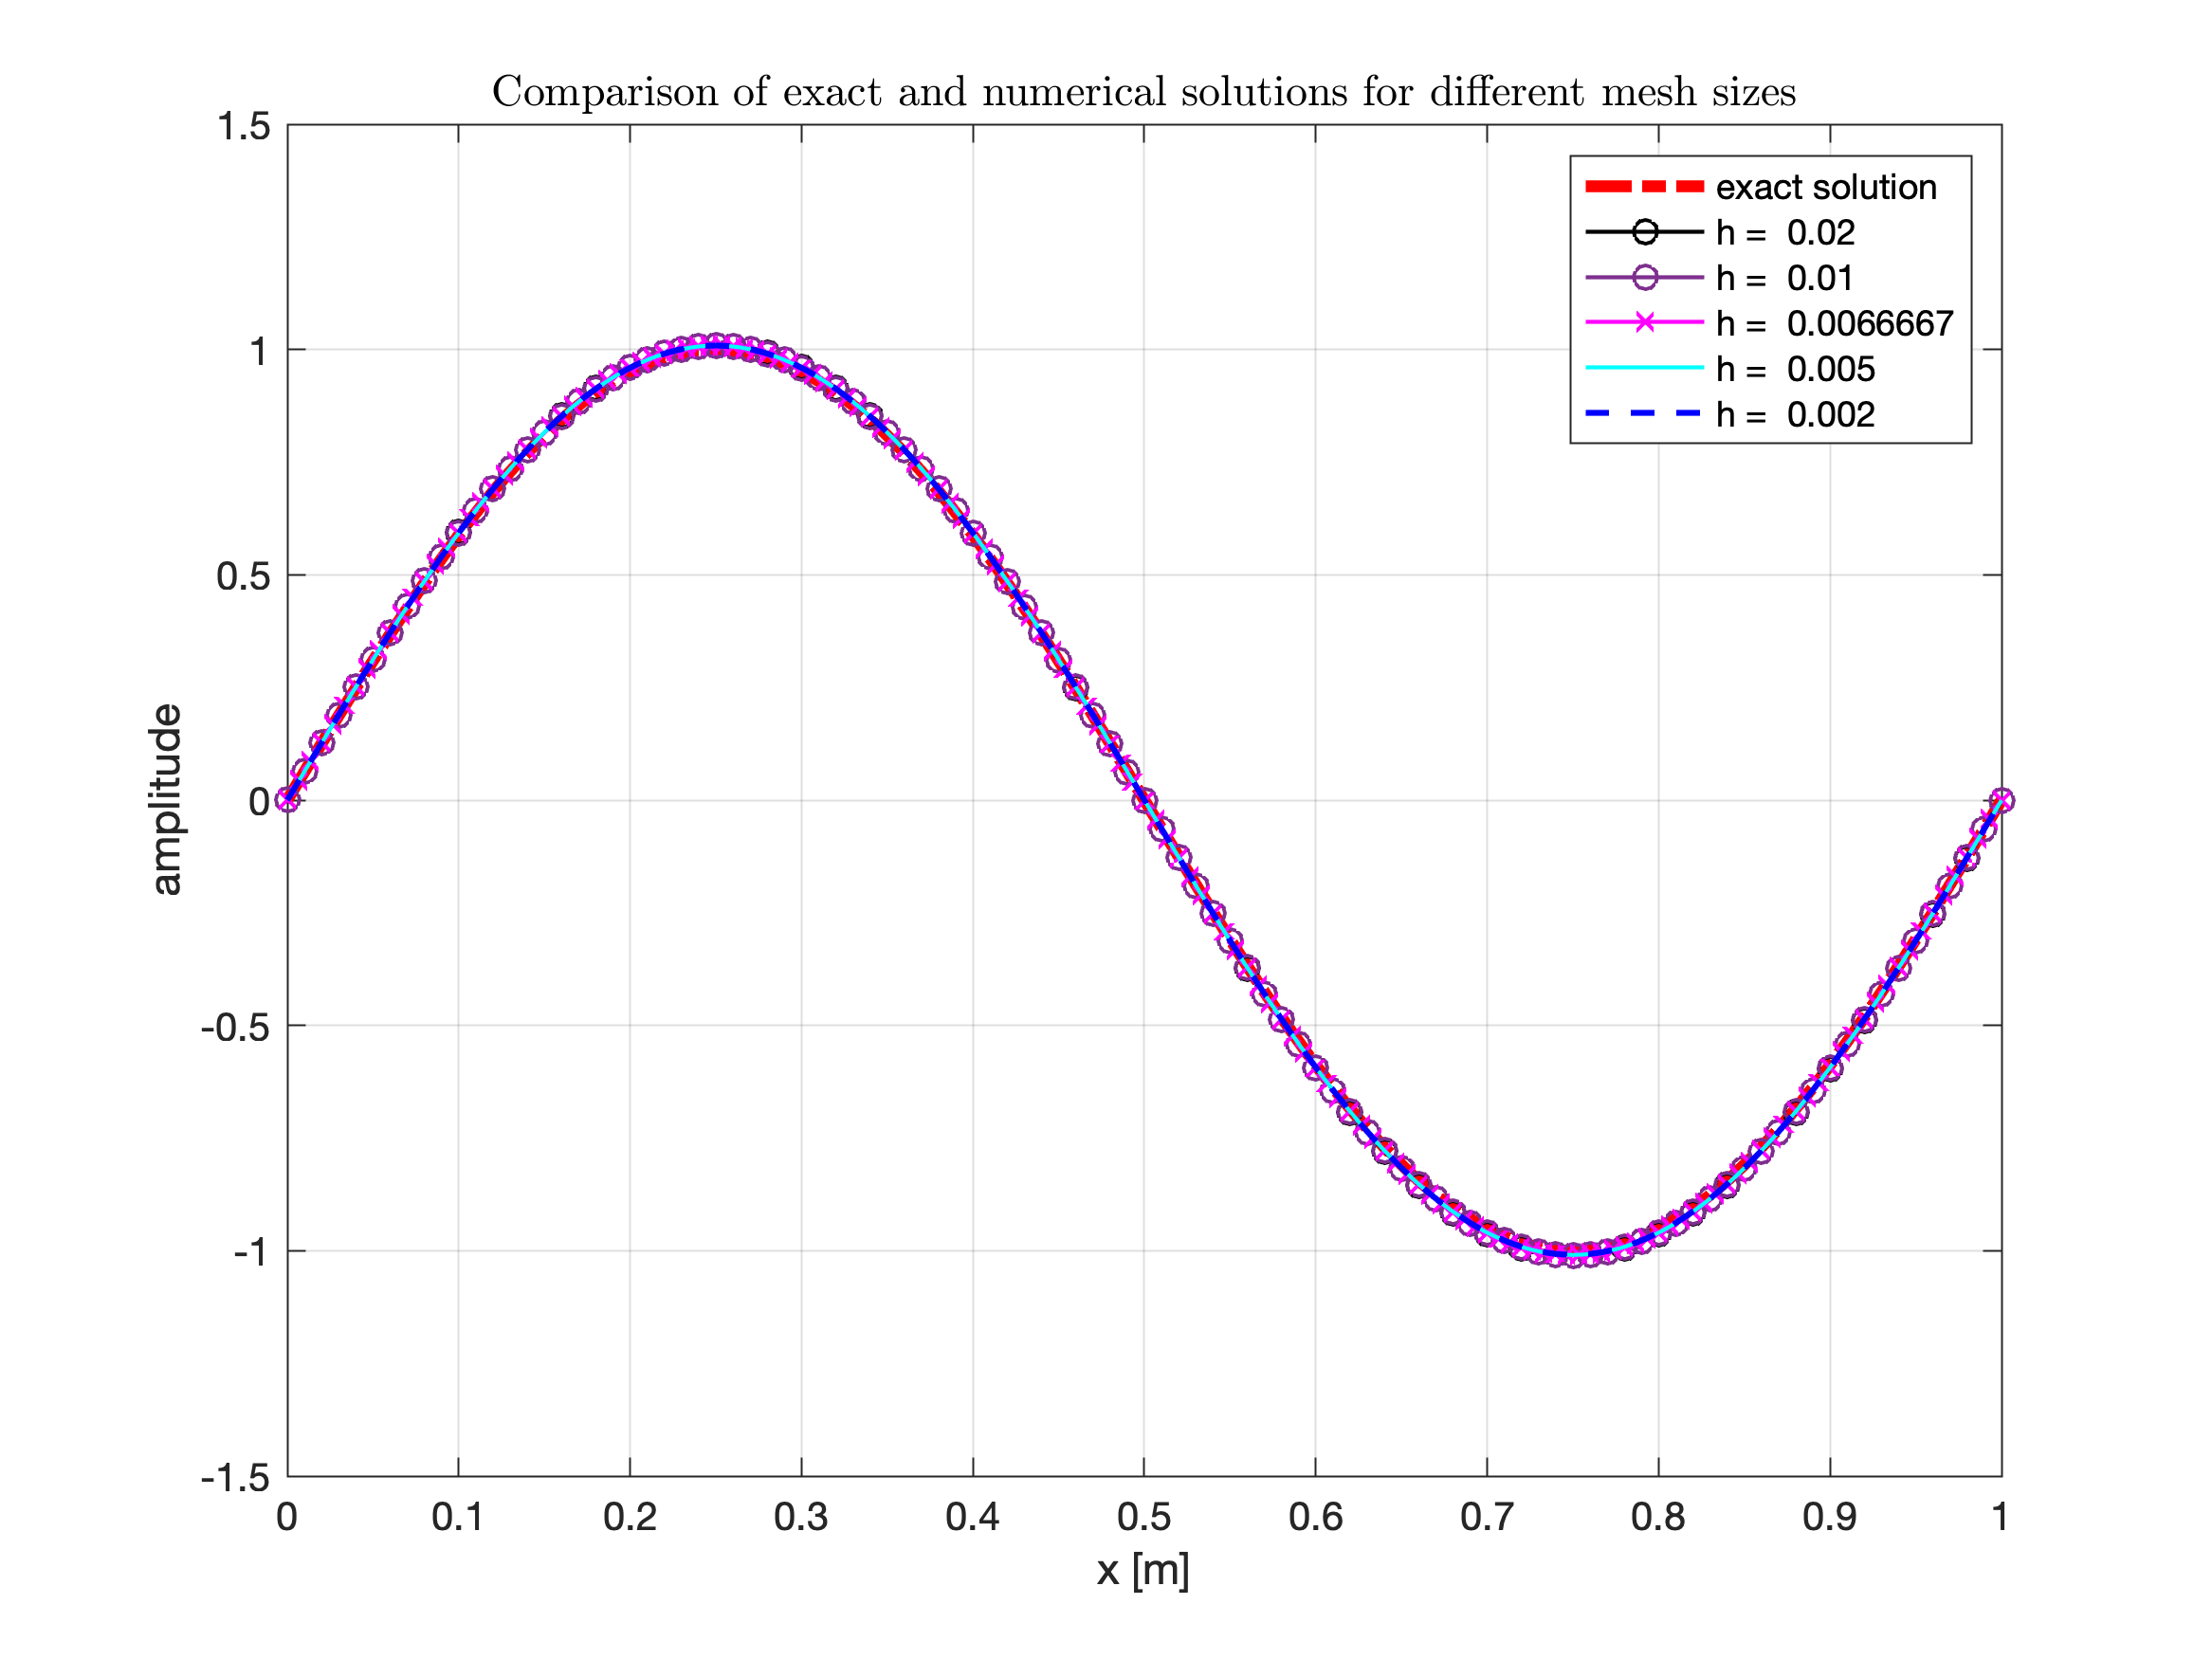 Comparison of exact and numerical solutions for different mesh sizes
1.5
1
0.5
0
-0.5
-1
-1.5
amplitude
exact solution
h = 0.02
h = 0.01
h = 0.0066667
h = 0.005
h = 0.002
0 0.1 0.2 0.3 0.4 0.5 0.6 0.7 0.8 0.9 1
x [m]